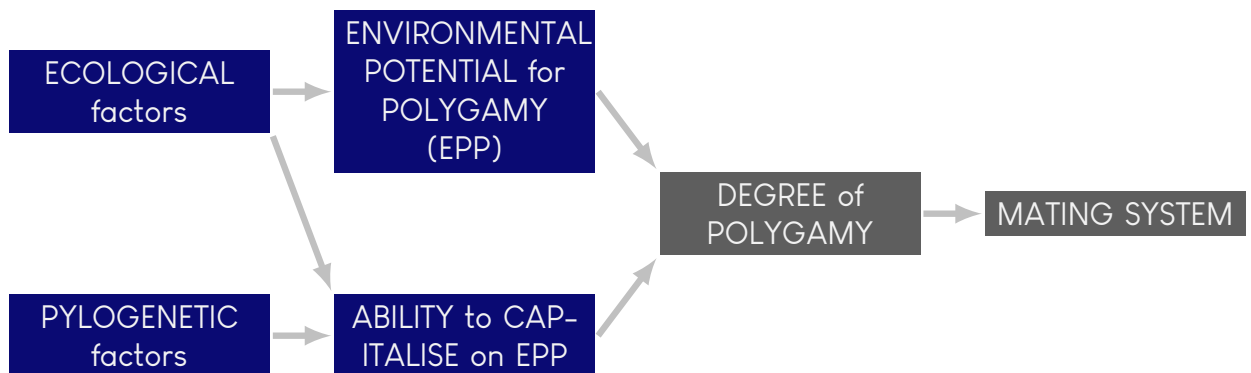 ECOLOGICAL
factors
ENVIRONMENTAL
POTENTIAL for
POLYGAMY
(EPP)
PYLOGENETIC
factors
ABILITY to CAP-
ITALISE on EPP
DEGREE of
POLYGAMY
MATING SYSTEM